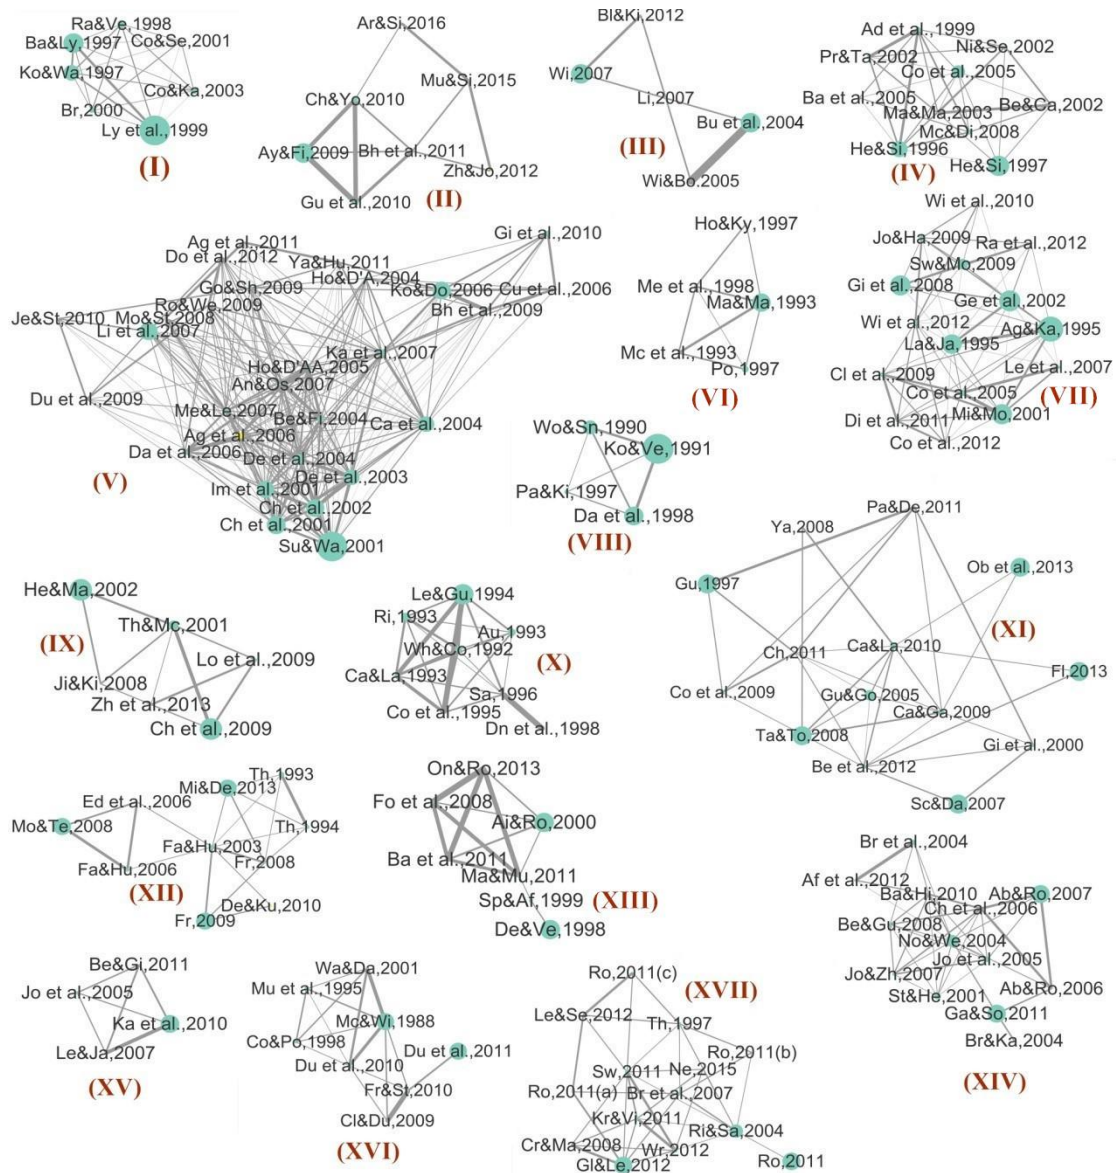 Ra&Ve,1998
Ba&Ly,1997
Co&Se,2001
Ko&Wa,1997
Co&Ka,2003
Br,2000
Ly et al.,1999
(I)
Ar&Si,2016
Mu&Si,2015
Ch&Yo,2010
Ay&Fi,2009
Bh et al.,2011
Zh&Jo,2012
Gu et al.,2010
(II)
Bl&Ki,2012
Wi,2007
Li,2007
Bu et al.,2004
(III)
Wi&Bo.2005
Ad et al.,1999
Ni&Se,2002
Pr&Ta,2002
Co et al.,2005
Ba et al.,2005
Ma&Ma,2003
Be&Ca,2002
Mc&Di,2008
He&Si,1996
He&Si,1997
(IV)
Gi et al.,2010
Ag et al.,2011
Do et al.,2012
Ya&Hu,2011
Ho&D'A,2004
Go&Sh,2009
Ko&Do,2006
Cu et al.,2006
Ro&We,2009
Bh et al.,2009
Mo&St,2008
Je&St,2010
Li et al.,2007
Ka et al.,2007
Ho&D'AA,2005
An&Os,2007
Du et al.,2009
Me&Le,2007
Be&Fi,2004
Ca et al.,2004
Ag et al.,2006
Da et al.,2006
De et al.,2004
(V)
De et al.,2003
Im et al.,2001
Ch et al.,2002
Ch et al.,2001
Su&Wa,2001
Ho&Ky,1997
Me et al.,1998
Ma&Ma,1993
Mc et al.,1993
Po,1997
(VI)
Wi et al.,2010
Jo&Ha,2009
Ra et al.,2012
Sw&Mo,2009
Gi et al.,2008
Ge et al.,2002
Wi et al.,2012
Ag&Ka,1995
La&Ja,1995
Le et al.,2007
Cl et al.,2009
Co et al.,2005
(VII)
Mi&Mo,2001
Di et al.,2011
Co et al.,2012
Wo&Sn,1990
Ko&Ve,1991
Pa&Ki,1997
Da et al.,1998
(VIII)
He&Ma,2002
(IX)
Th&Mc,2001
Lo et al.,2009
Ji&Ki,2008
Zh et al.,2013
Ch et al.,2009
Le&Gu,1994
Ri,1993
Au,1993
Wh&Co,1992
(X)
Ca&La,1993
Sa,1996
Co et al.,1995
Dn et al.,1998
Pa&De,2011
Ya,2008
Ob et al.,2013
Gu,1997
(XI)
Ca&La,2010
Ch,2011
Fl,2013
Co et al.,2009
Gu&Go,2005
Ca&Ga,2009
Ta&To,2008
Gi et al.,2000
Be et al.,2012
Sc&Da,2007
Th,1993
Mi&De,2013
Ed et al.,2006
Mo&Te,2008
Th,1994
Fa&Hu,2003
Fr,2008
Fa&Hu,2006
(XII)
De&Ku,2010
Fr,2009
On&Ro,2013
Fo et al.,2008
Ai&Ro,2000
Ba et al.,2011
Ma&Mu,2011
Sp&Af,1999
(XIII)
De&Ve,1998
Br et al.,2004
Af et al.,2012
Ba&Hi,2010
Ab&Ro,2007
Ch et al.,2006
Be&Gu,2008
No&We,2004
Jo et al.,2005
Jo&Zh,2007
Ab&Ro,2006
St&He,2001
Ga&So,2011
Br&Ka,2004
(XIV)
Be&Gi,2011
Jo et al.,2005
Ka et al.,2010
Le&Ja,2007
(XV)
Wa&Da,2001
Mu et al.,1995
Mc&Wi,1988
Co&Po,1998
Du et al.,2011
Du et al.,2010
Fr&St,2010
Cl&Du,2009
(XVI)
Ro,2011(c)
(XVII)
Le&Se,2012
Th,1997
Ro,2011(b)
Sw,2011
Ne,2015
Ro,2011(a)
Br et al.,2007
Kr&Vi,2011
Ri&Sa,2004
Cr&Ma,2008
Wr,2012
Gl&Le,2012
Ro,2011